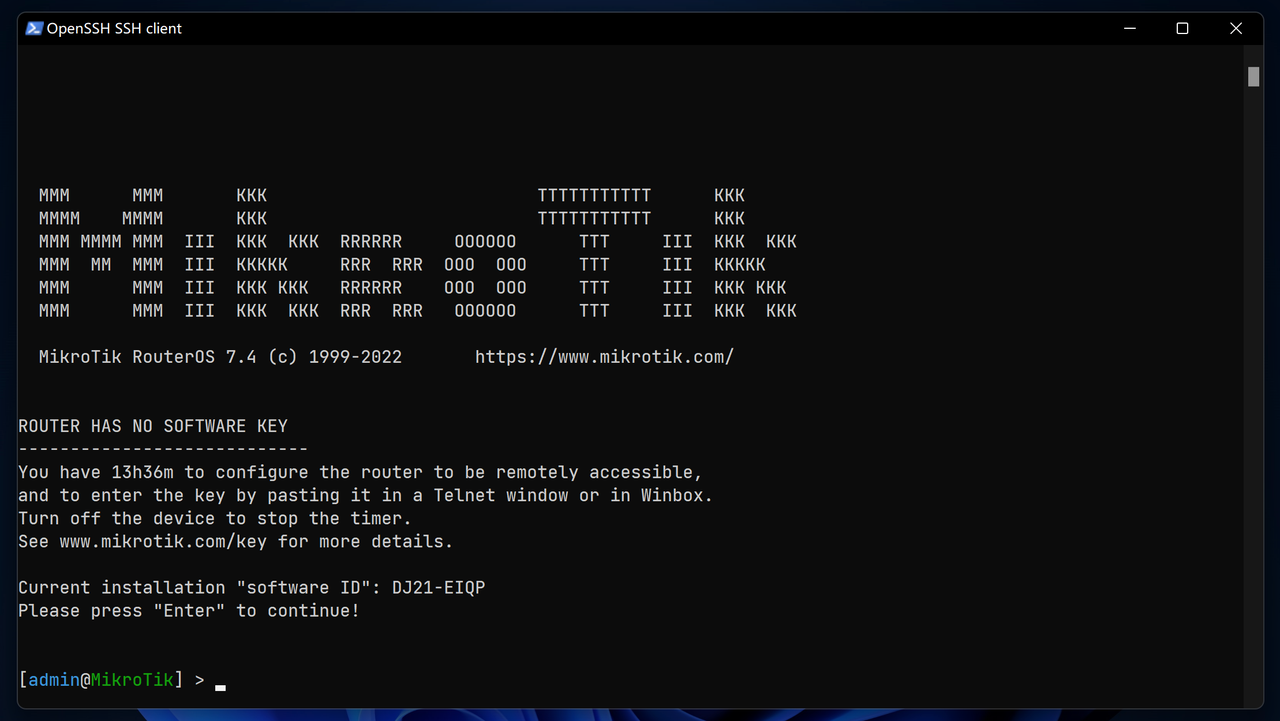 OpenSSH SSH client
  MMM      MMM       KKK                          TTTTTTTTTTT      KKK
  MMMM    MMMM       KKK                          TTTTTTTTTTT      KKK
  MMM MMMM MMM  III  KKK  KKK  RRRRRR     OOOOOO      TTT     III  KKK  KKK
  MMM  MM  MMM  III  KKKKK     RRR  RRR  OOO  OOO     TTT     III  KKKKK
  MMM      MMM  III  KKK KKK   RRRRRR    OOO  OOO     TTT     III  KKK KKK
  MMM      MMM  III  KKK  KKK  RRR  RRR   OOOOOO      TTT     III  KKK  KKK
  MikroTik RouterOS 7.4 (c) 1999-2022       https://www.mikrotik.com/
ROUTER HAS NO SOFTWARE KEY
----------------------------
You have 13h36m to configure the router to be remotely accessible,
and to enter the key by pasting it in a Telnet window or in Winbox.
Turn off the device to stop the timer.
See www.mikrotik.com/key for more details.
Current installation "software ID": DJ21-EIQP
Please press "Enter" to continue!
[admin@MikroTik] >